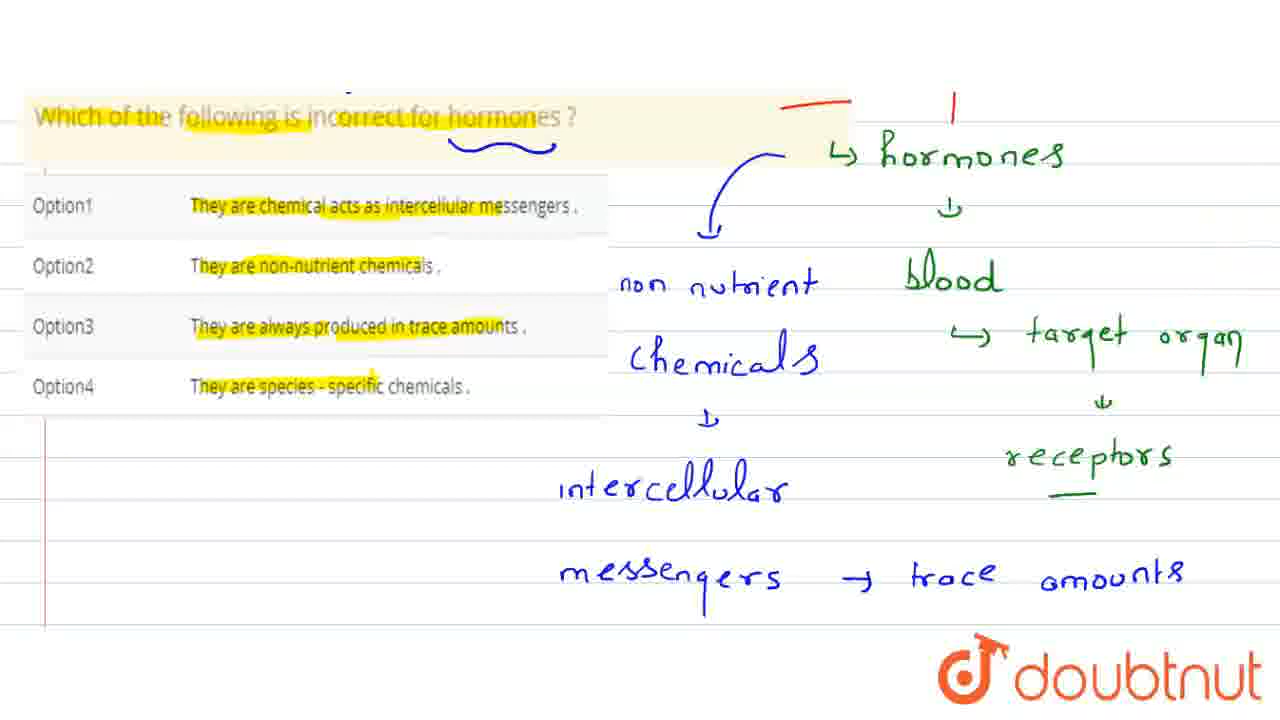 Which of the following is incorrect for hormones ?
Option1 They are chemical acts as intercellular messengers .
Option2 They are non-nutrient chemicals .
Option3 They are always produced in trace amounts .
Option4 They are species - specific chemicals .
hormones
blood
target organ
receptors
non nutrient
chemicals
intercellular
messengers → trace amounts
doubtnut